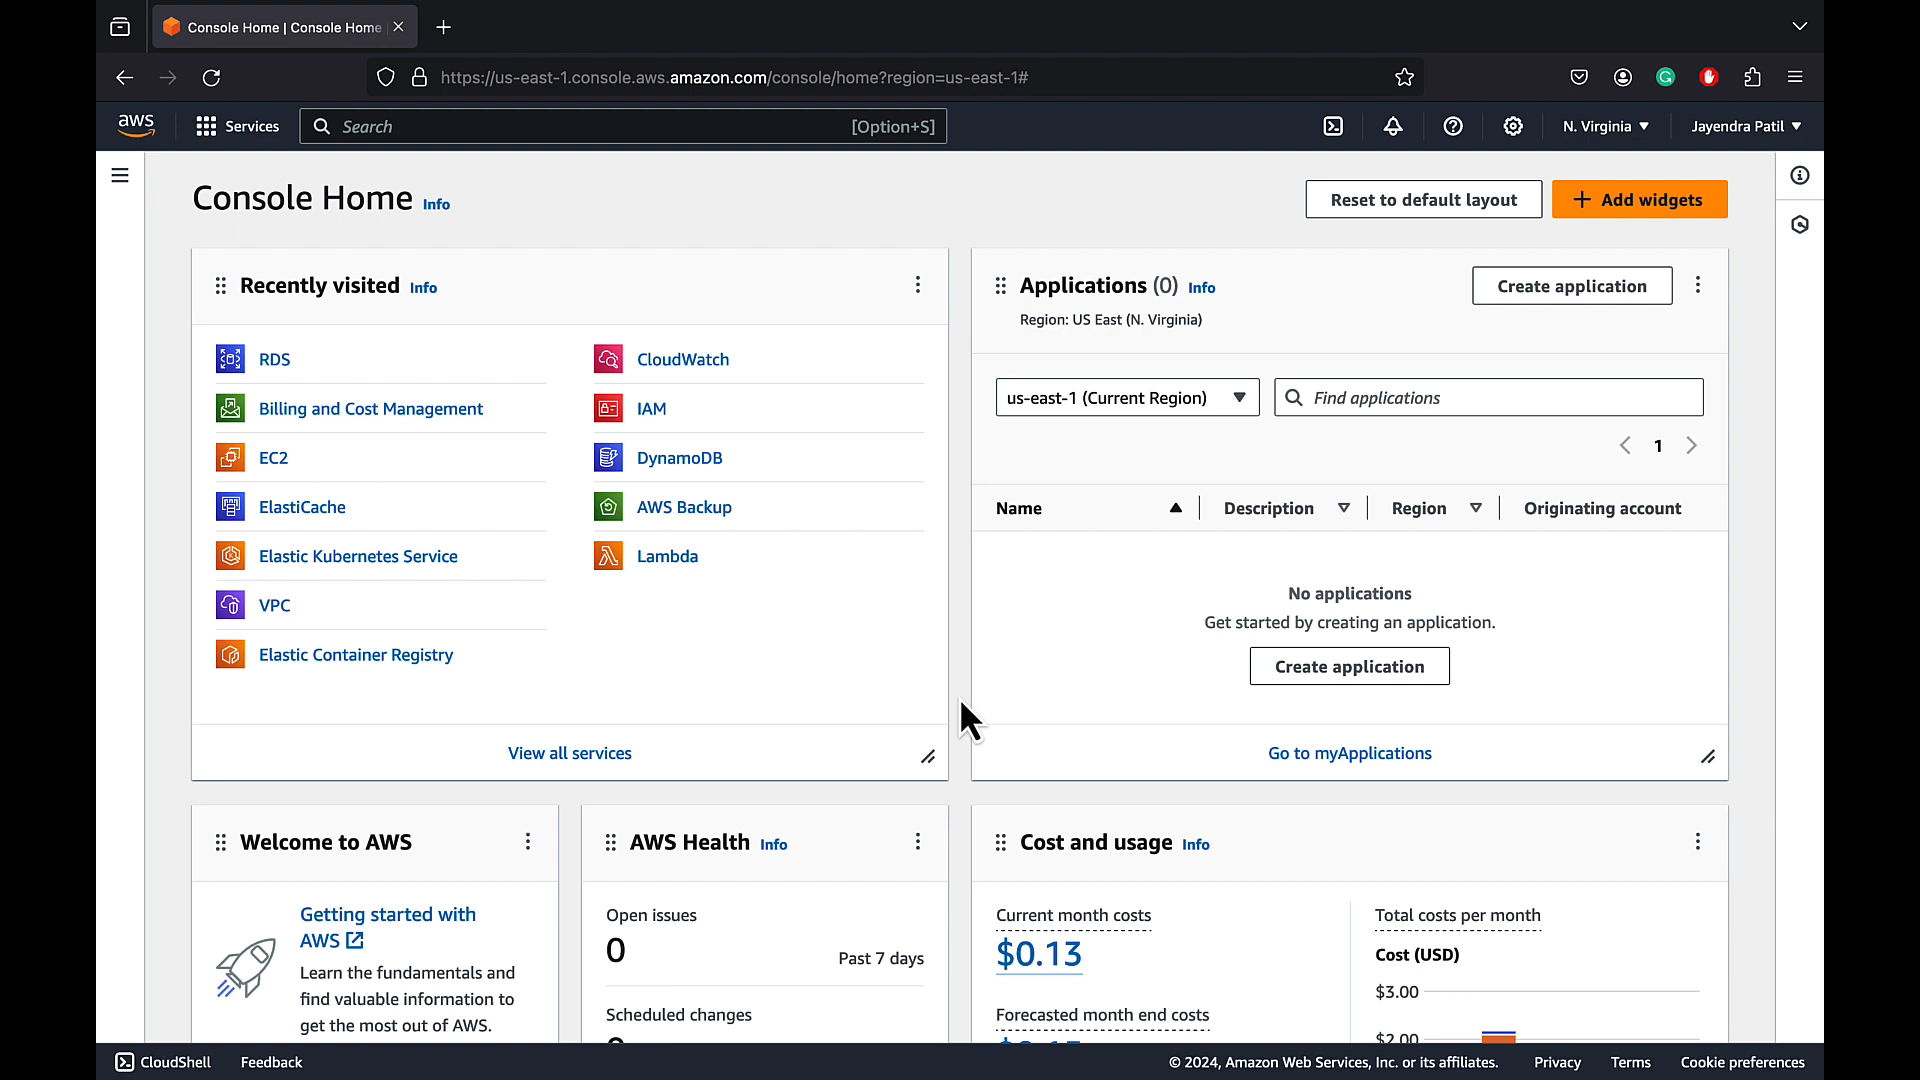 Console Home | Console Home
https://us-east-1.console.aws.amazon.com/console/home?region=us-east-1#
aws
Services
Search
[Option+S]
N. Virginia
Jayendra Patil
Console Home Info
Reset to default layout
Add widgets
Recently visited Info
RDS
Billing and Cost Management
EC2
ElastiCache
Elastic Kubernetes Service
VPC
Elastic Container Registry
CloudWatch
IAM
DynamoDB
AWS Backup
Lambda
View all services
Applications (0) Info
Region: US East (N. Virginia)
Create application
us-east-1 (Current Region)
Find applications
1
Name
Description
Region
Originating account
No applications
Get started by creating an application.
Create application
Go to myApplications
Welcome to AWS
Getting started with
AWS
Learn the fundamentals and
find valuable information to
get the most out of AWS.
AWS Health Info
Open issues
0
Past 7 days
Scheduled changes
Cost and usage Info
Current month costs
$0.13
Forecasted month end costs
Total costs per month
Cost (USD)
$3.00
$2.00
CloudShell
Feedback
© 2024, Amazon Web Services, Inc. or its affiliates.
Privacy
Terms
Cookie preferences